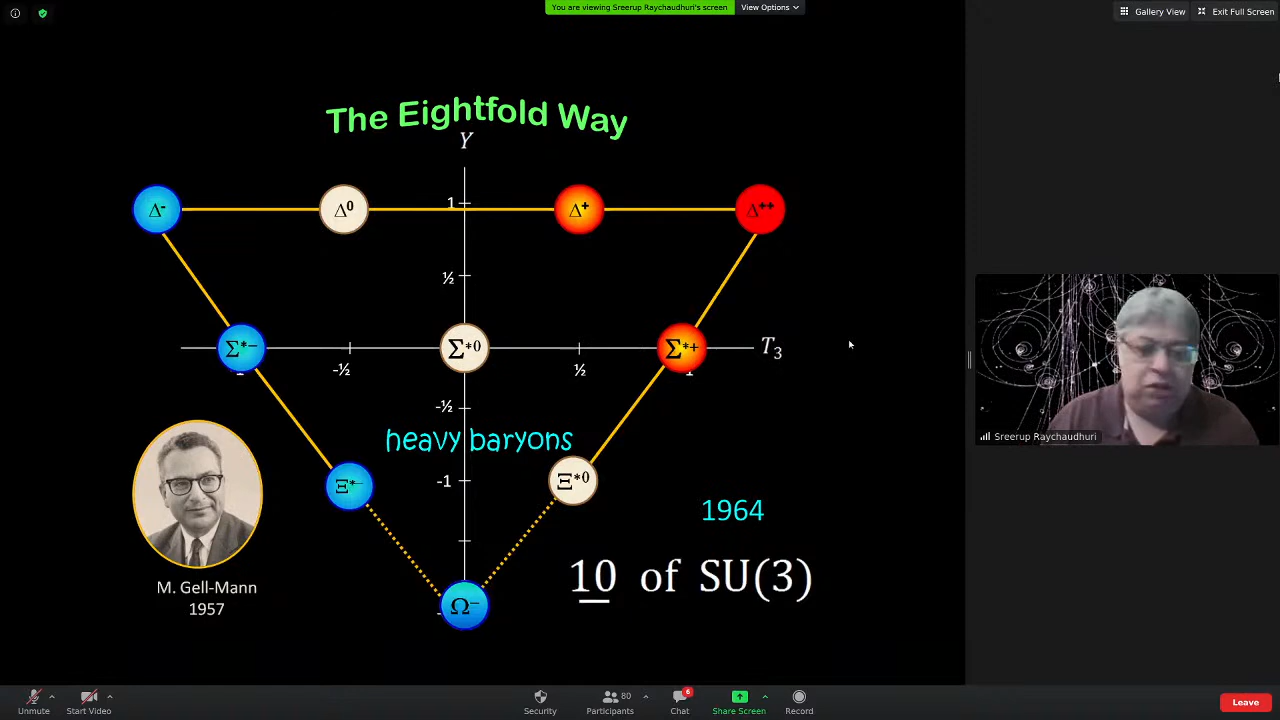 You are viewing Sreerup Raychaudhuri's screen
View Options
Gallery View
Exit Full Screen
The Eightfold Way
Y
Δ-
Δ0
1
Δ+
Δ++
½
Σ*−
Σ*0
Σ*+
T3
-½
½
1
-½
heavy baryons
Ξ*−
-1
Ξ*0
1964
10 of SU(3)
M. Gell-Mann
1957
Ω−
Sreerup Raychaudhuri
Unmute
Start Video
Security
Participants
80
Chat
6
Share Screen
Record
Leave